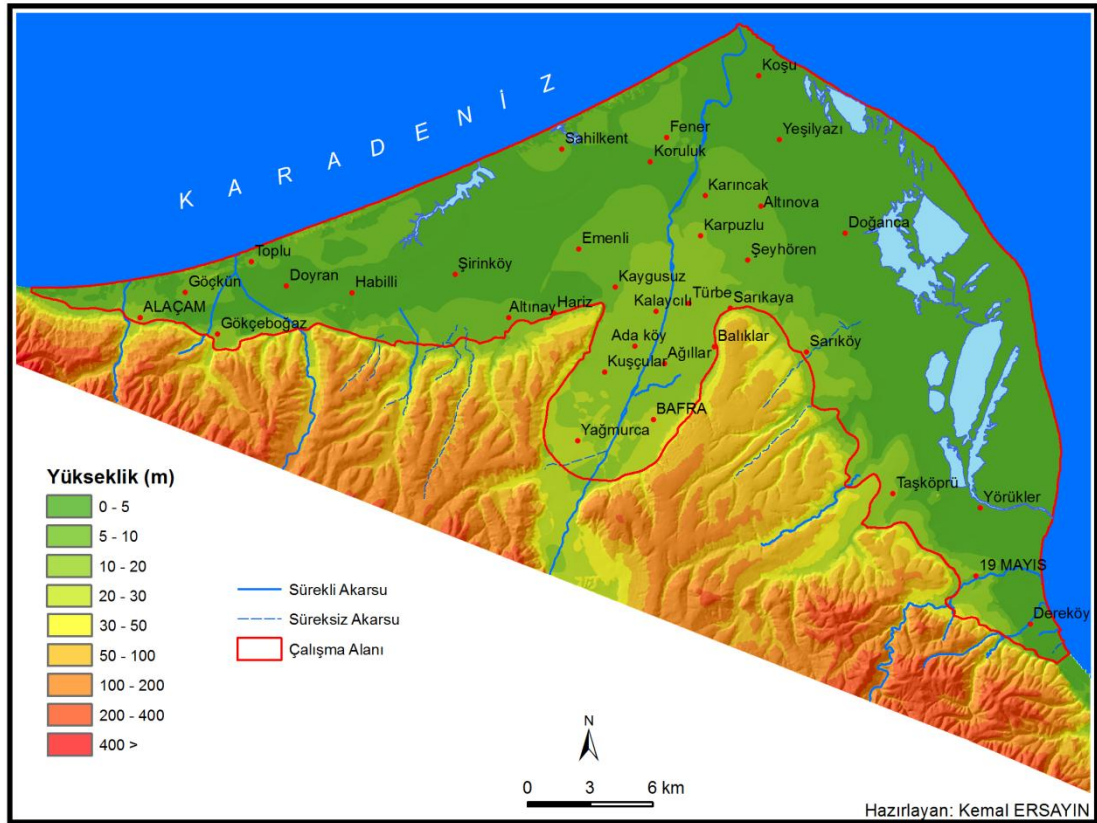 KARADENİZ
Koşu
Fener
Sahilkent
Yeşilyazı
Koruluk
Karıncak
Altınova
Doğanca
Karpuzlu
Emenli
Toplu
Şeyhören
Şirinköy
Doyran
Göçkün
Habilli
Kaygusuz
Türbe
Kalaycılı
Sarıkaya
ALAÇAM
Altınay
Hariz
Gökçeboğaz
Ada köy
Balıklar
Sarıköy
Kuşçular
Ağıllar
BAFRA
Yağmurca
Taşköprü
Yörükler
19 MAYIS
Dereköy
Yükseklik (m)
0 - 5
5 - 10
10 - 20
20 - 30
30 - 50
50 - 100
100 - 200
200 - 400
400 >
Sürekli Akarsu
Süreksiz Akarsu
Çalışma Alanı
N
0 3 6 km
Hazırlayan: Kemal ERSAYIN